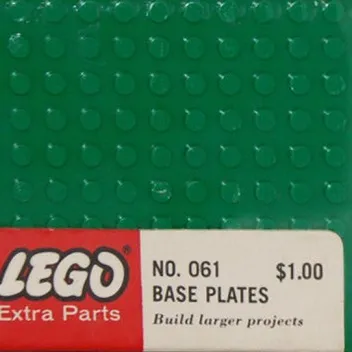 LEGO®
Extra Parts
NO. 061 $1.00
BASE PLATES
Build larger projects